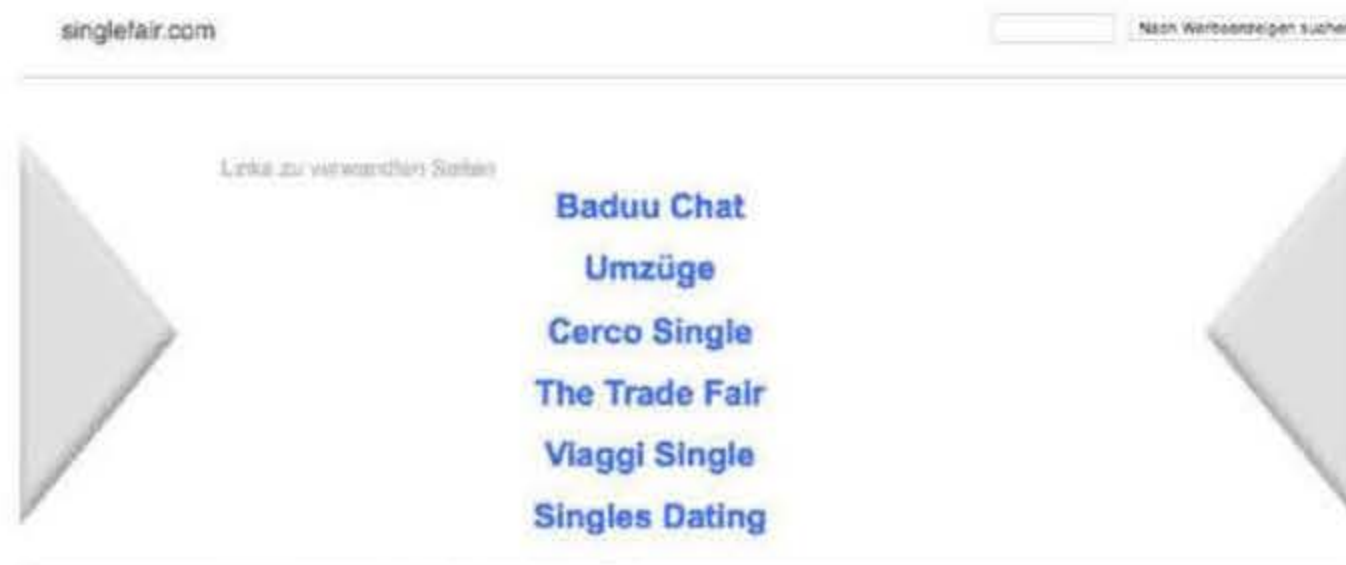 singlefair.com
Nach Werbeanzeigen suchen
Links zu verwandten Seiten
Baduu Chat
Umzüge
Cerco Single
The Trade Fair
Viaggi Single
Singles Dating